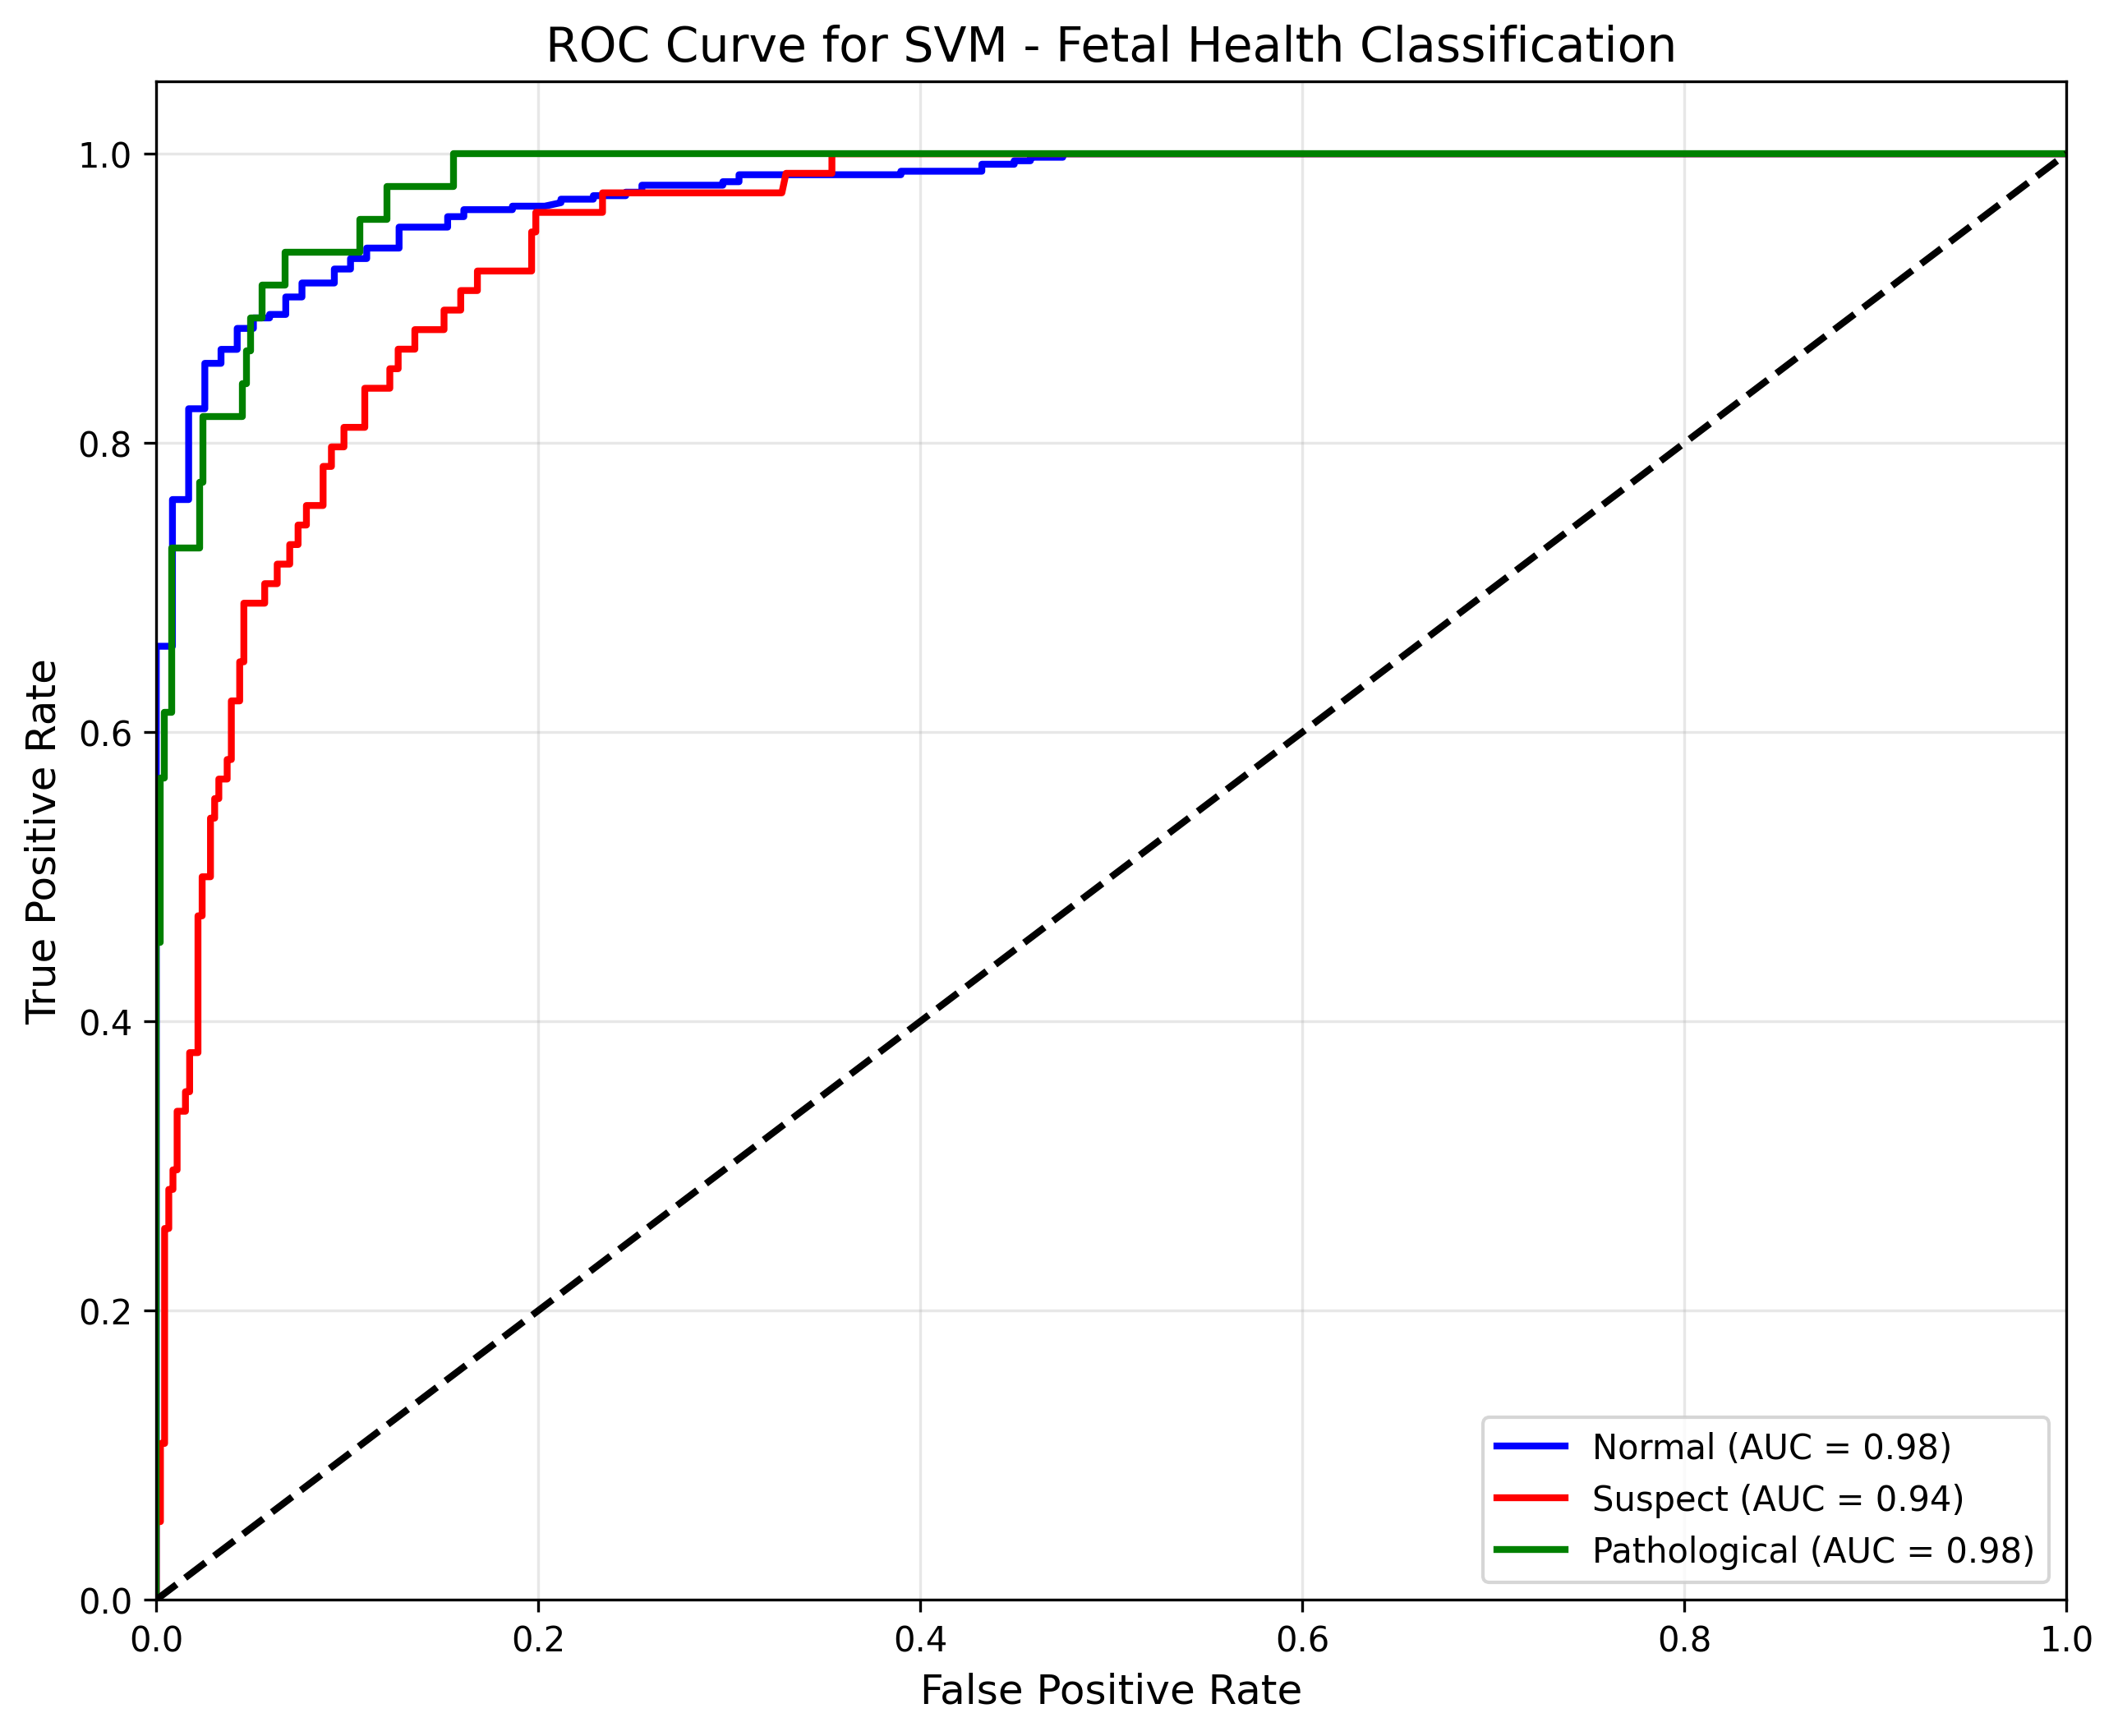 ROC Curve for SVM - Fetal Health Classification
True Positive Rate
1.0
0.8
0.6
0.4
0.2
0.0
0.0 0.2 0.4 0.6 0.8 1.0
False Positive Rate
Normal (AUC = 0.98)
Suspect (AUC = 0.94)
Pathological (AUC = 0.98)